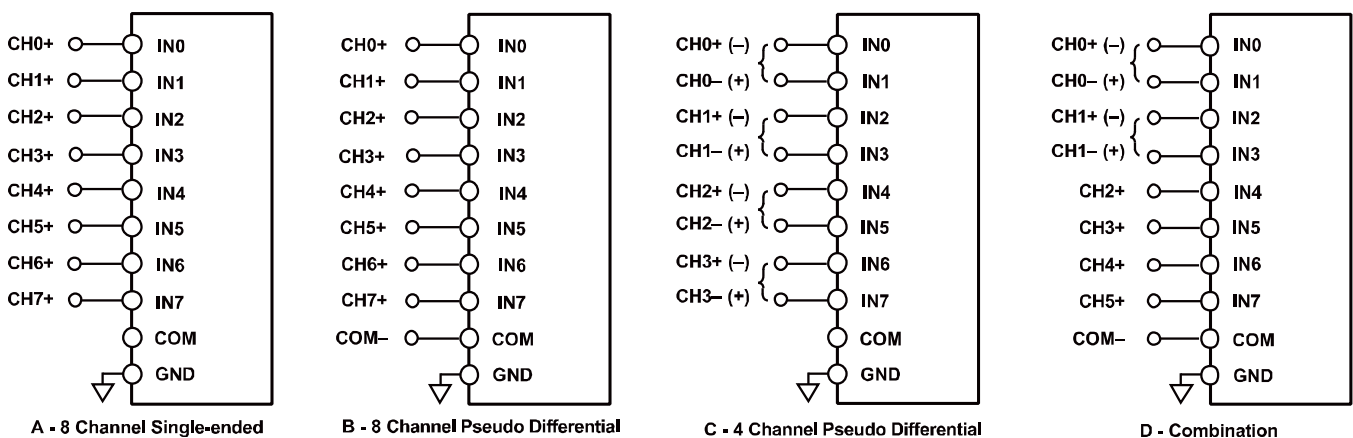 CH0+ IN0
CH1+ IN1
CH2+ IN2
CH3+ IN3
CH4+ IN4
CH5+ IN5
CH6+ IN6
CH7+ IN7
COM
GND
A - 8 Channel Single-ended
CH0+ IN0
CH1+ IN1
CH2+ IN2
CH3+ IN3
CH4+ IN4
CH5+ IN5
CH6+ IN6
CH7+ IN7
COM– COM
GND
B - 8 Channel Pseudo Differential
CH0+ (–) IN0
CH0– (+) IN1
CH1+ (–) IN2
CH1– (+) IN3
CH2+ (–) IN4
CH2– (+) IN5
CH3+ (–) IN6
CH3– (+) IN7
COM
GND
C - 4 Channel Pseudo Differential
CH0+ (–) IN0
CH0– (+) IN1
CH1+ (–) IN2
CH1– (+) IN3
CH2+ IN4
CH3+ IN5
CH4+ IN6
CH5+ IN7
COM– COM
GND
D - Combination